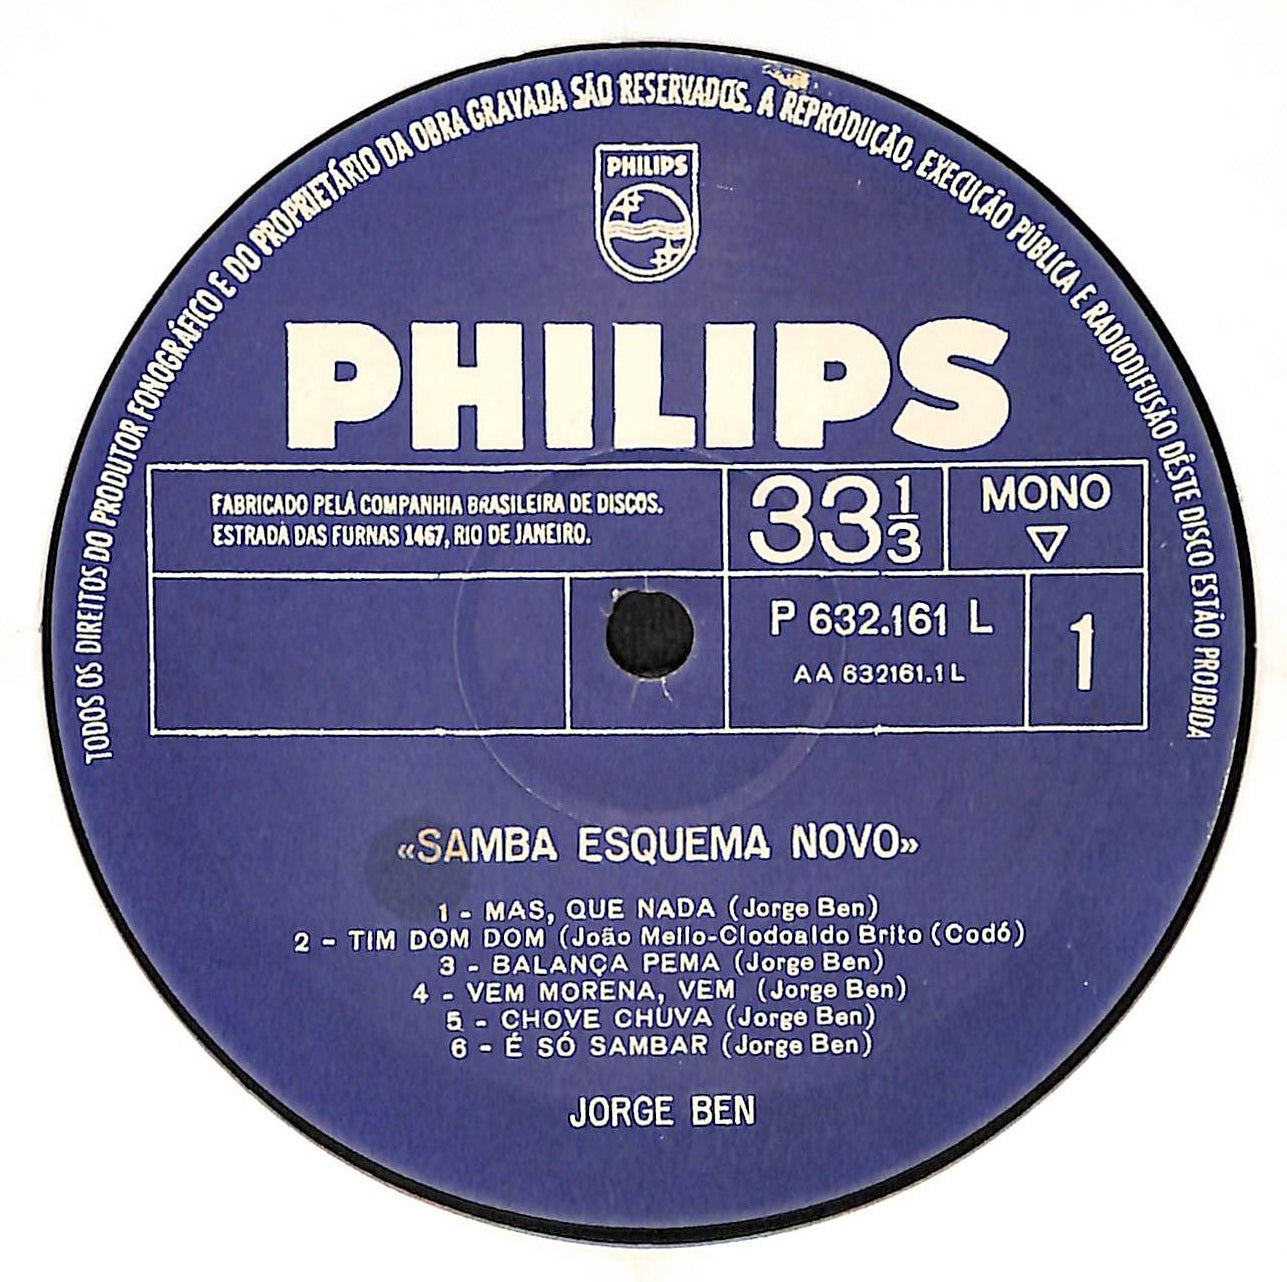 TODOS OS DIREITOS DO PRODUTOR FONOGRÁFICO E DO PROPRIETÁRIO DA OBRA GRAVADA SÃO RESERVADOS. A REPRODUÇÃO, EXECUÇÃO PÚBLICA E RADIODIFUSÃO DÊSTE DISCO ESTÃO PROIBIDA
PHILIPS
PHILIPS
FABRICADO PELA COMPANHIA BRASILEIRA DE DISCOS.
ESTRADA DAS FURNAS 1467, RIO DE JANEIRO.
33 1/3
MONO
P 632.161 L
AA 632161.1 L
1
«SAMBA ESQUEMA NOVO»
1 - MAS, QUE NADA (Jorge Ben)
2 - TIM DOM DOM (João Mello-Clodoaldo Brito (Codó)
3 - BALANÇA PEMA (Jorge Ben)
4 - VEM MORENA, VEM (Jorge Ben)
5 - CHOVE CHUVA (Jorge Ben)
6 - É SÓ SAMBAR (Jorge Ben)
JORGE BEN